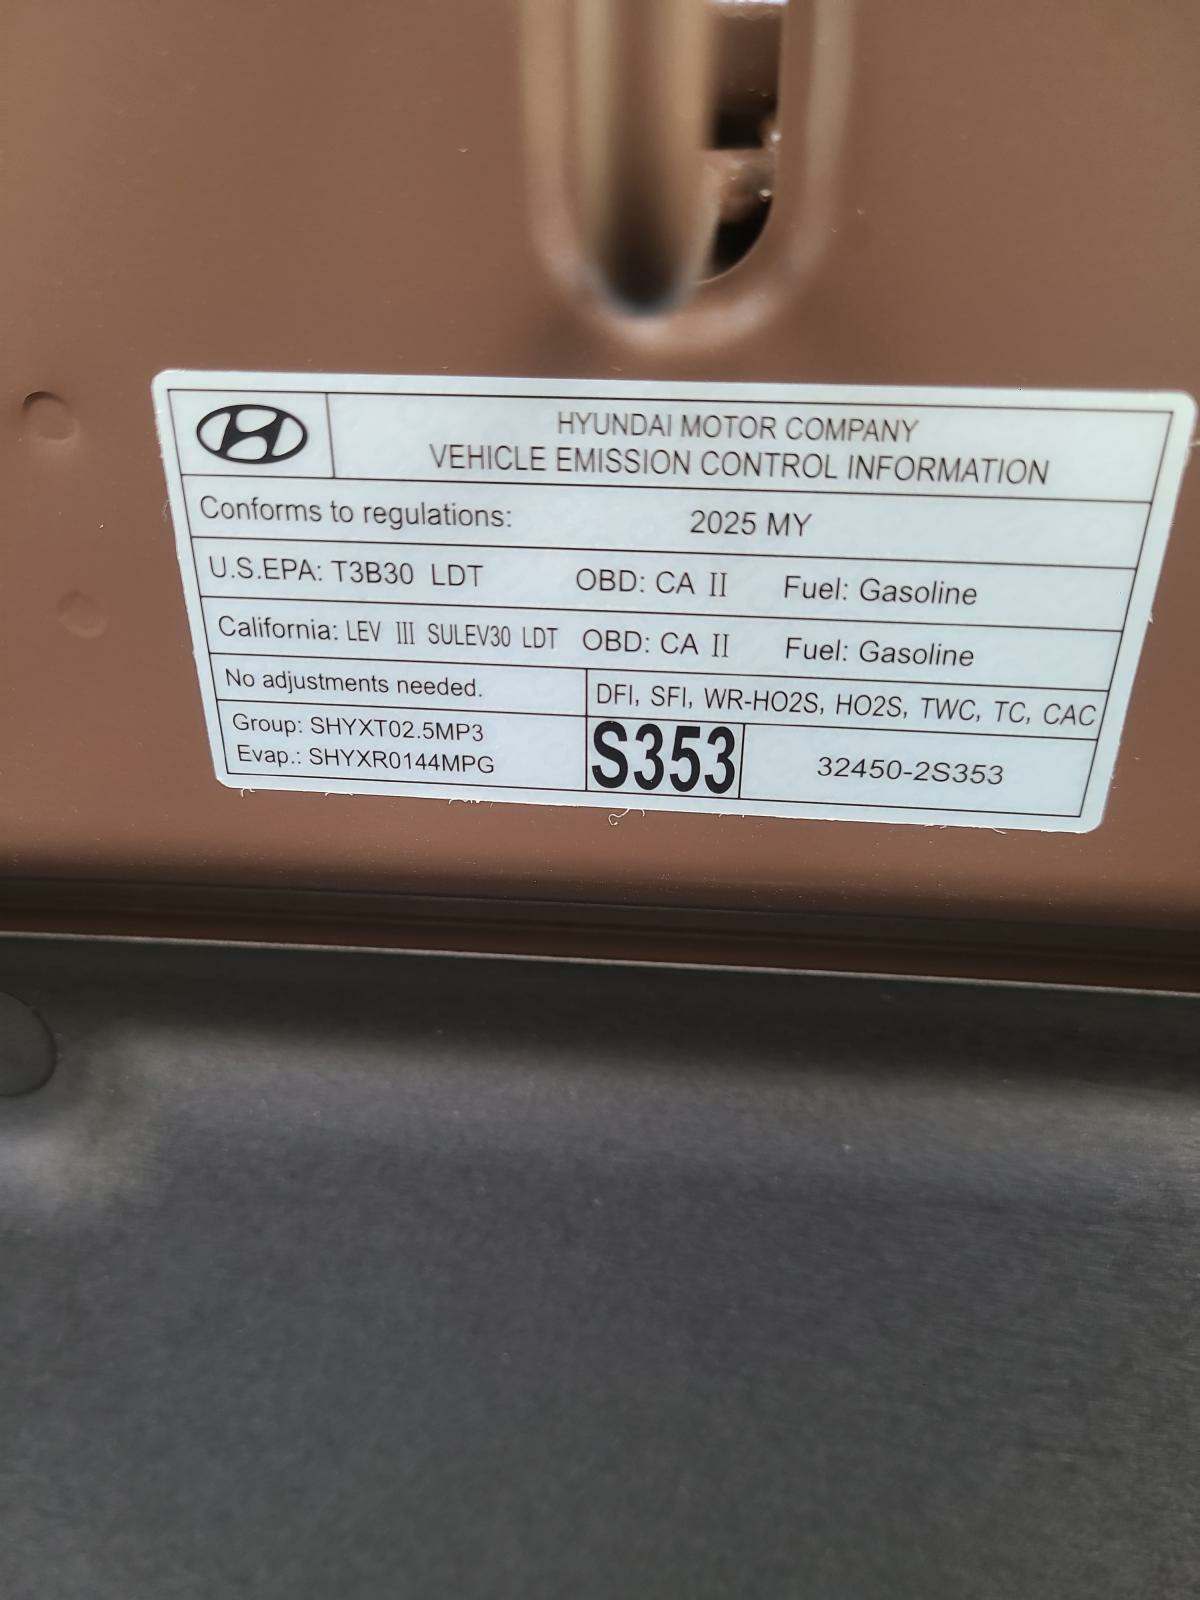 HYUNDAI MOTOR COMPANY
VEHICLE EMISSION CONTROL INFORMATION
Conforms to regulations: 2025 MY
U.S.EPA: T3B30 LDT OBD: CA II Fuel: Gasoline
California: LEV III SULEV30 LDT OBD: CA II Fuel: Gasoline
No adjustments needed. DFI, SFI, WR-HO2S, HO2S, TWC, TC, CAC
Group: SHYXT02.5MP3
Evap.: SHYXR0144MPG
S353 32450-2S353